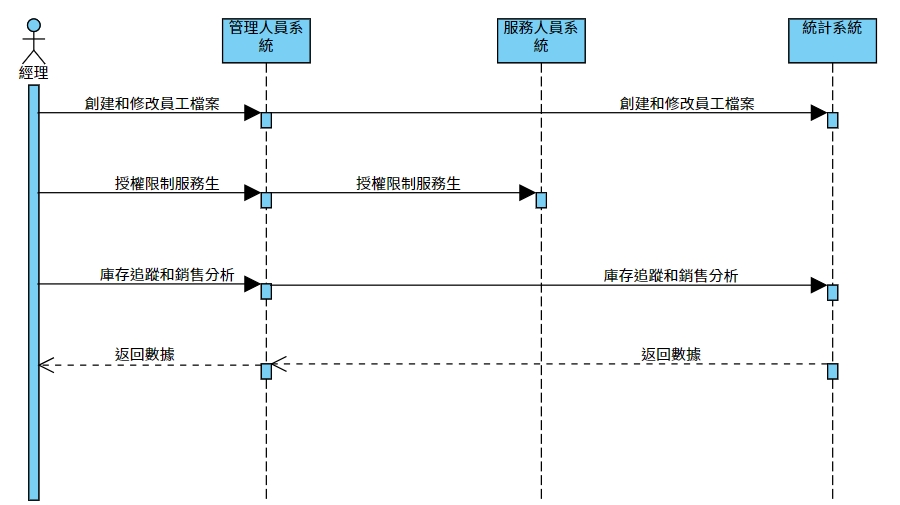 管理人員系
統
服務人員系
統
統計系統
經理
創建和修改員工檔案
創建和修改員工檔案
授權限制服務生
授權限制服務生
庫存追蹤和銷售分析
庫存追蹤和銷售分析
返回數據
返回數據